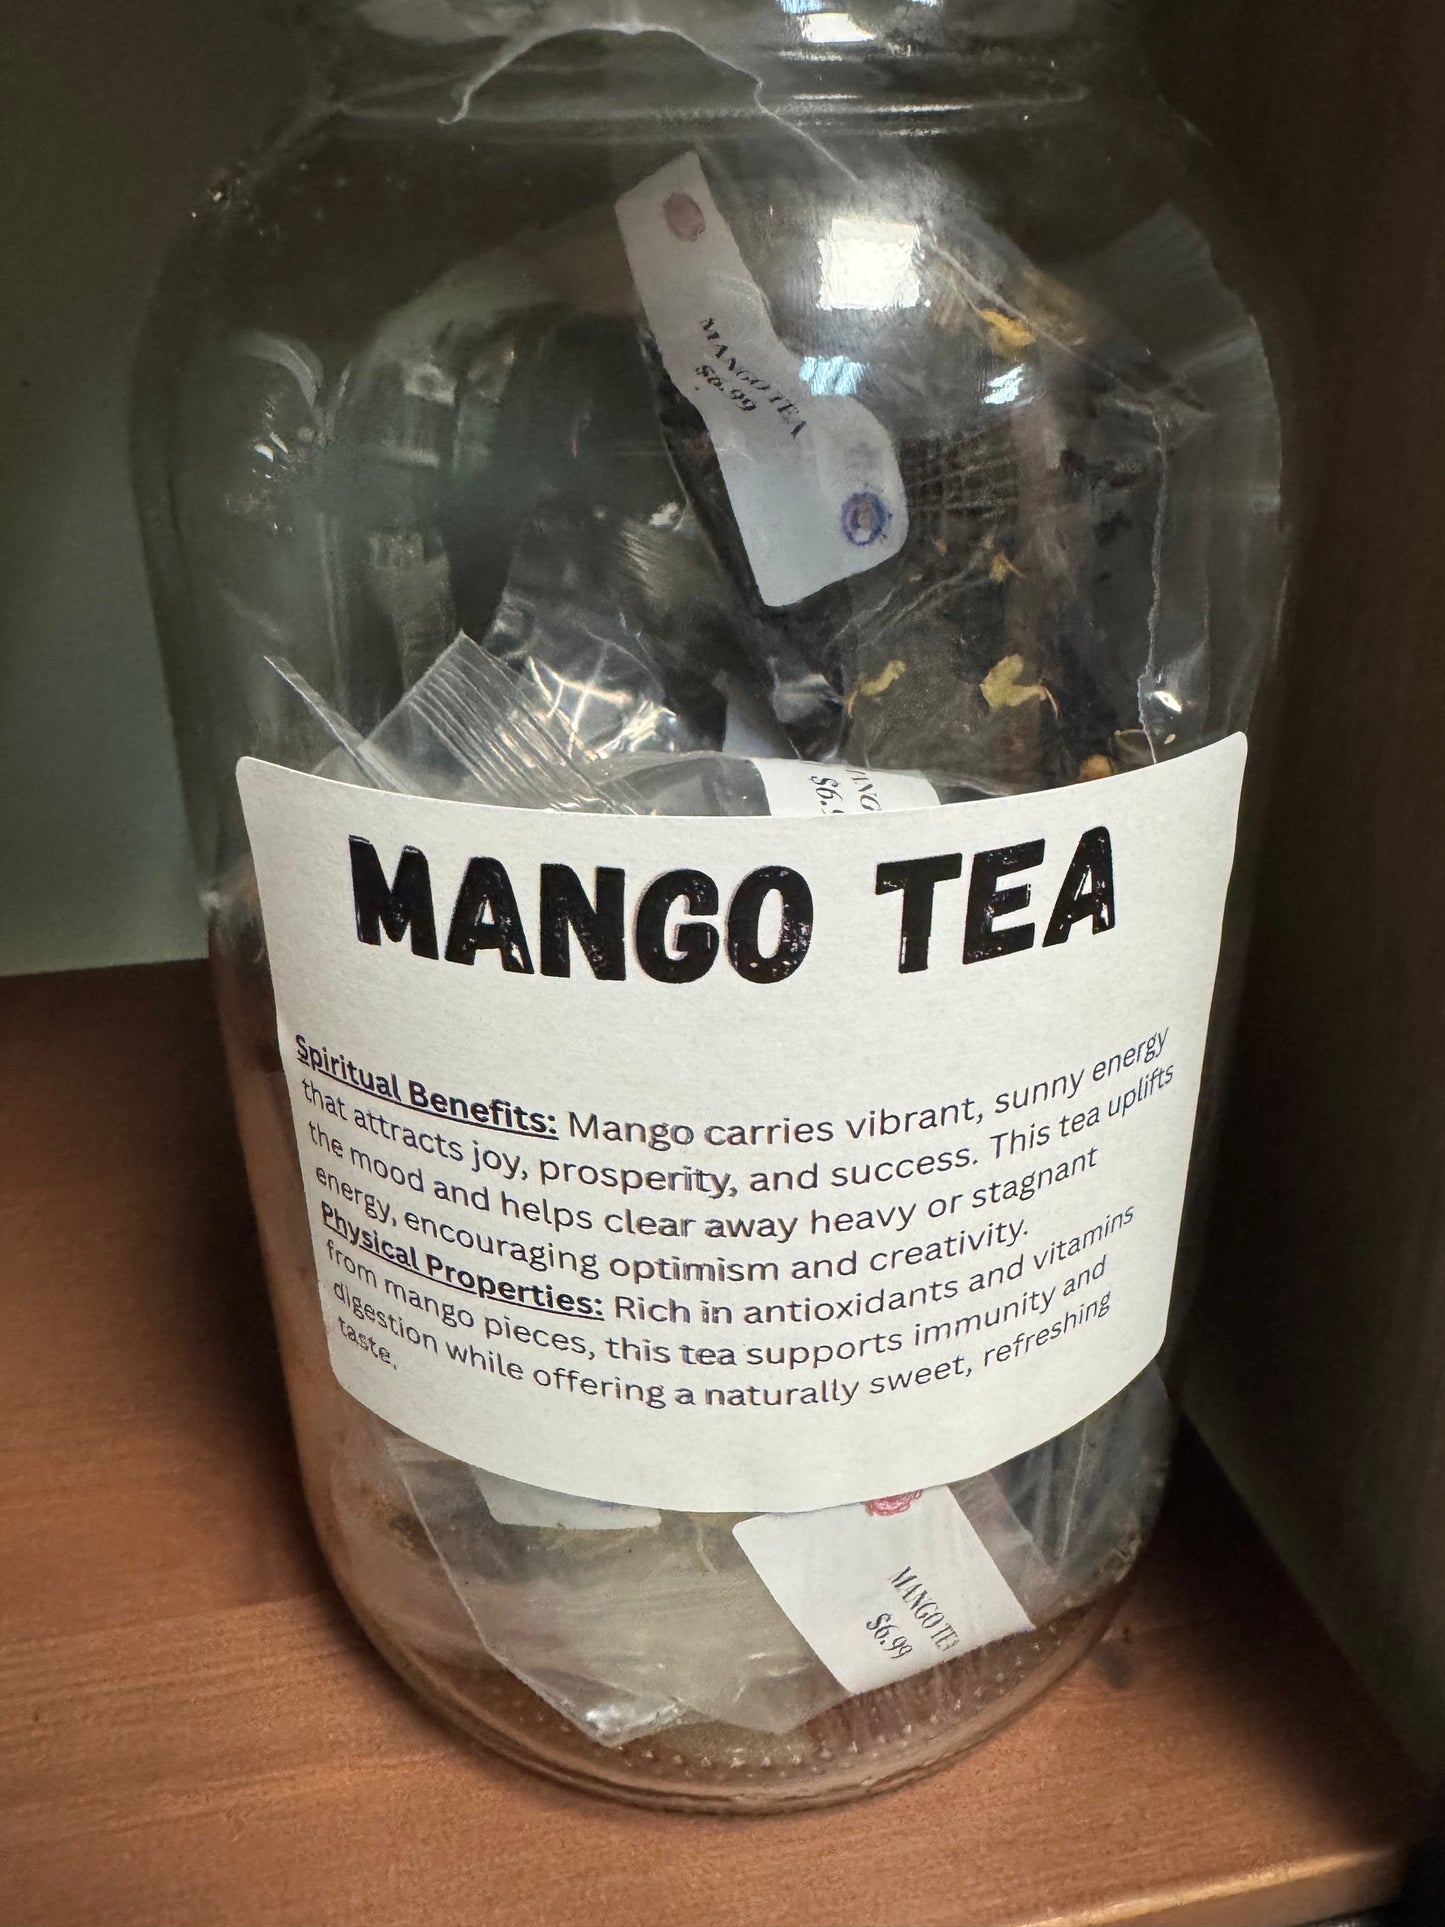 MANGO TEA
$6.99
$6.
MANGO TEA
Spiritual Benefits: Mango carries vibrant, sunny energy
that attracts joy, prosperity, and success. This tea uplifts
the mood and helps clear away heavy or stagnant
energy, encouraging optimism and creativity.
Physical Properties: Rich in antioxidants and vitamins
from mango pieces, this tea supports immunity and
digestion while offering a naturally sweet, refreshing
taste.
MANGO TEA
$6.99